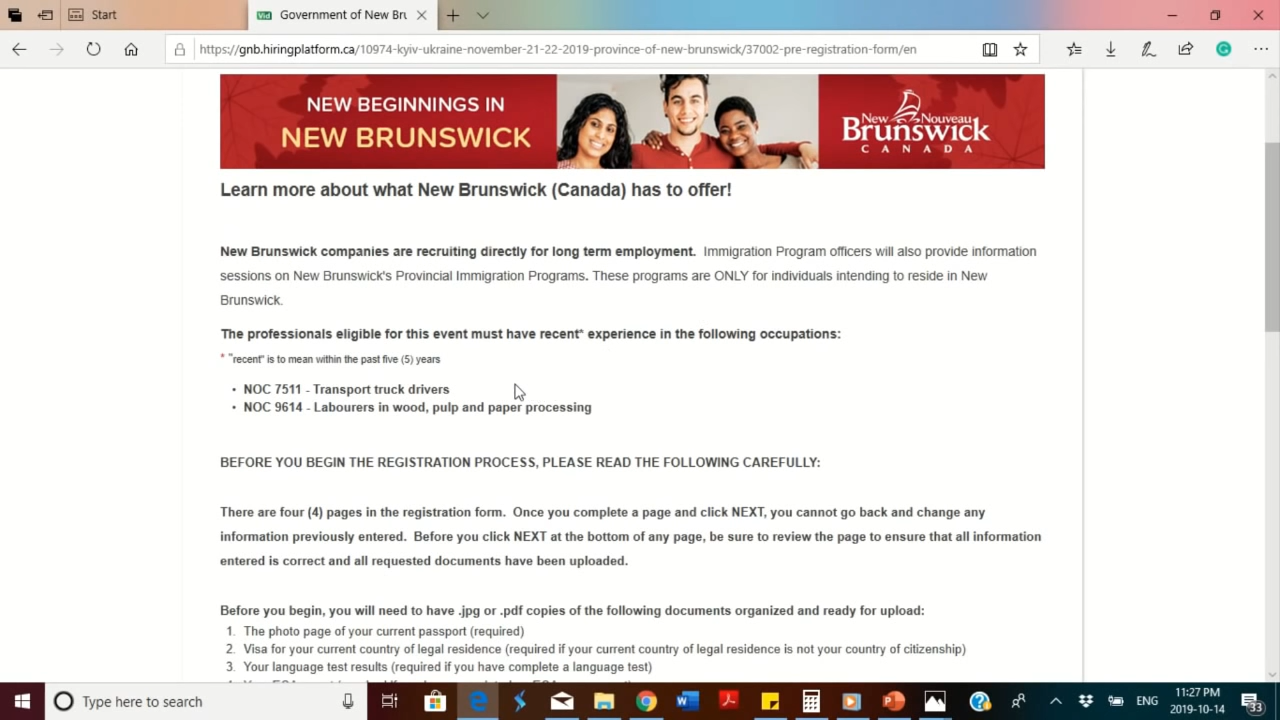 Start
Government of New Bru
https://gnb.hiringplatform.ca/10974-kyiv-ukraine-november-21-22-2019-province-of-new-brunswick/37002-pre-registration-form/en
NEW BEGINNINGS IN
NEW BRUNSWICK
New Nouveau
Brunswick
CANADA
Learn more about what New Brunswick (Canada) has to offer!
New Brunswick companies are recruiting directly for long term employment. Immigration Program officers will also provide information
sessions on New Brunswick's Provincial Immigration Programs. These programs are ONLY for individuals intending to reside in New
Brunswick.
The professionals eligible for this event must have recent* experience in the following occupations:
* "recent" is to mean within the past five (5) years
• NOC 7511 - Transport truck drivers
• NOC 9614 - Labourers in wood, pulp and paper processing
BEFORE YOU BEGIN THE REGISTRATION PROCESS, PLEASE READ THE FOLLOWING CAREFULLY:
There are four (4) pages in the registration form. Once you complete a page and click NEXT, you cannot go back and change any
information previously entered. Before you click NEXT at the bottom of any page, be sure to review the page to ensure that all information
entered is correct and all requested documents have been uploaded.
Before you begin, you will need to have .jpg or .pdf copies of the following documents organized and ready for upload:
1. The photo page of your current passport (required)
2. Visa for your current country of legal residence (required if your current country of legal residence is not your country of citizenship)
3. Your language test results (required if you have complete a language test)
Type here to search
ENG
11:27 PM
2019-10-14
33